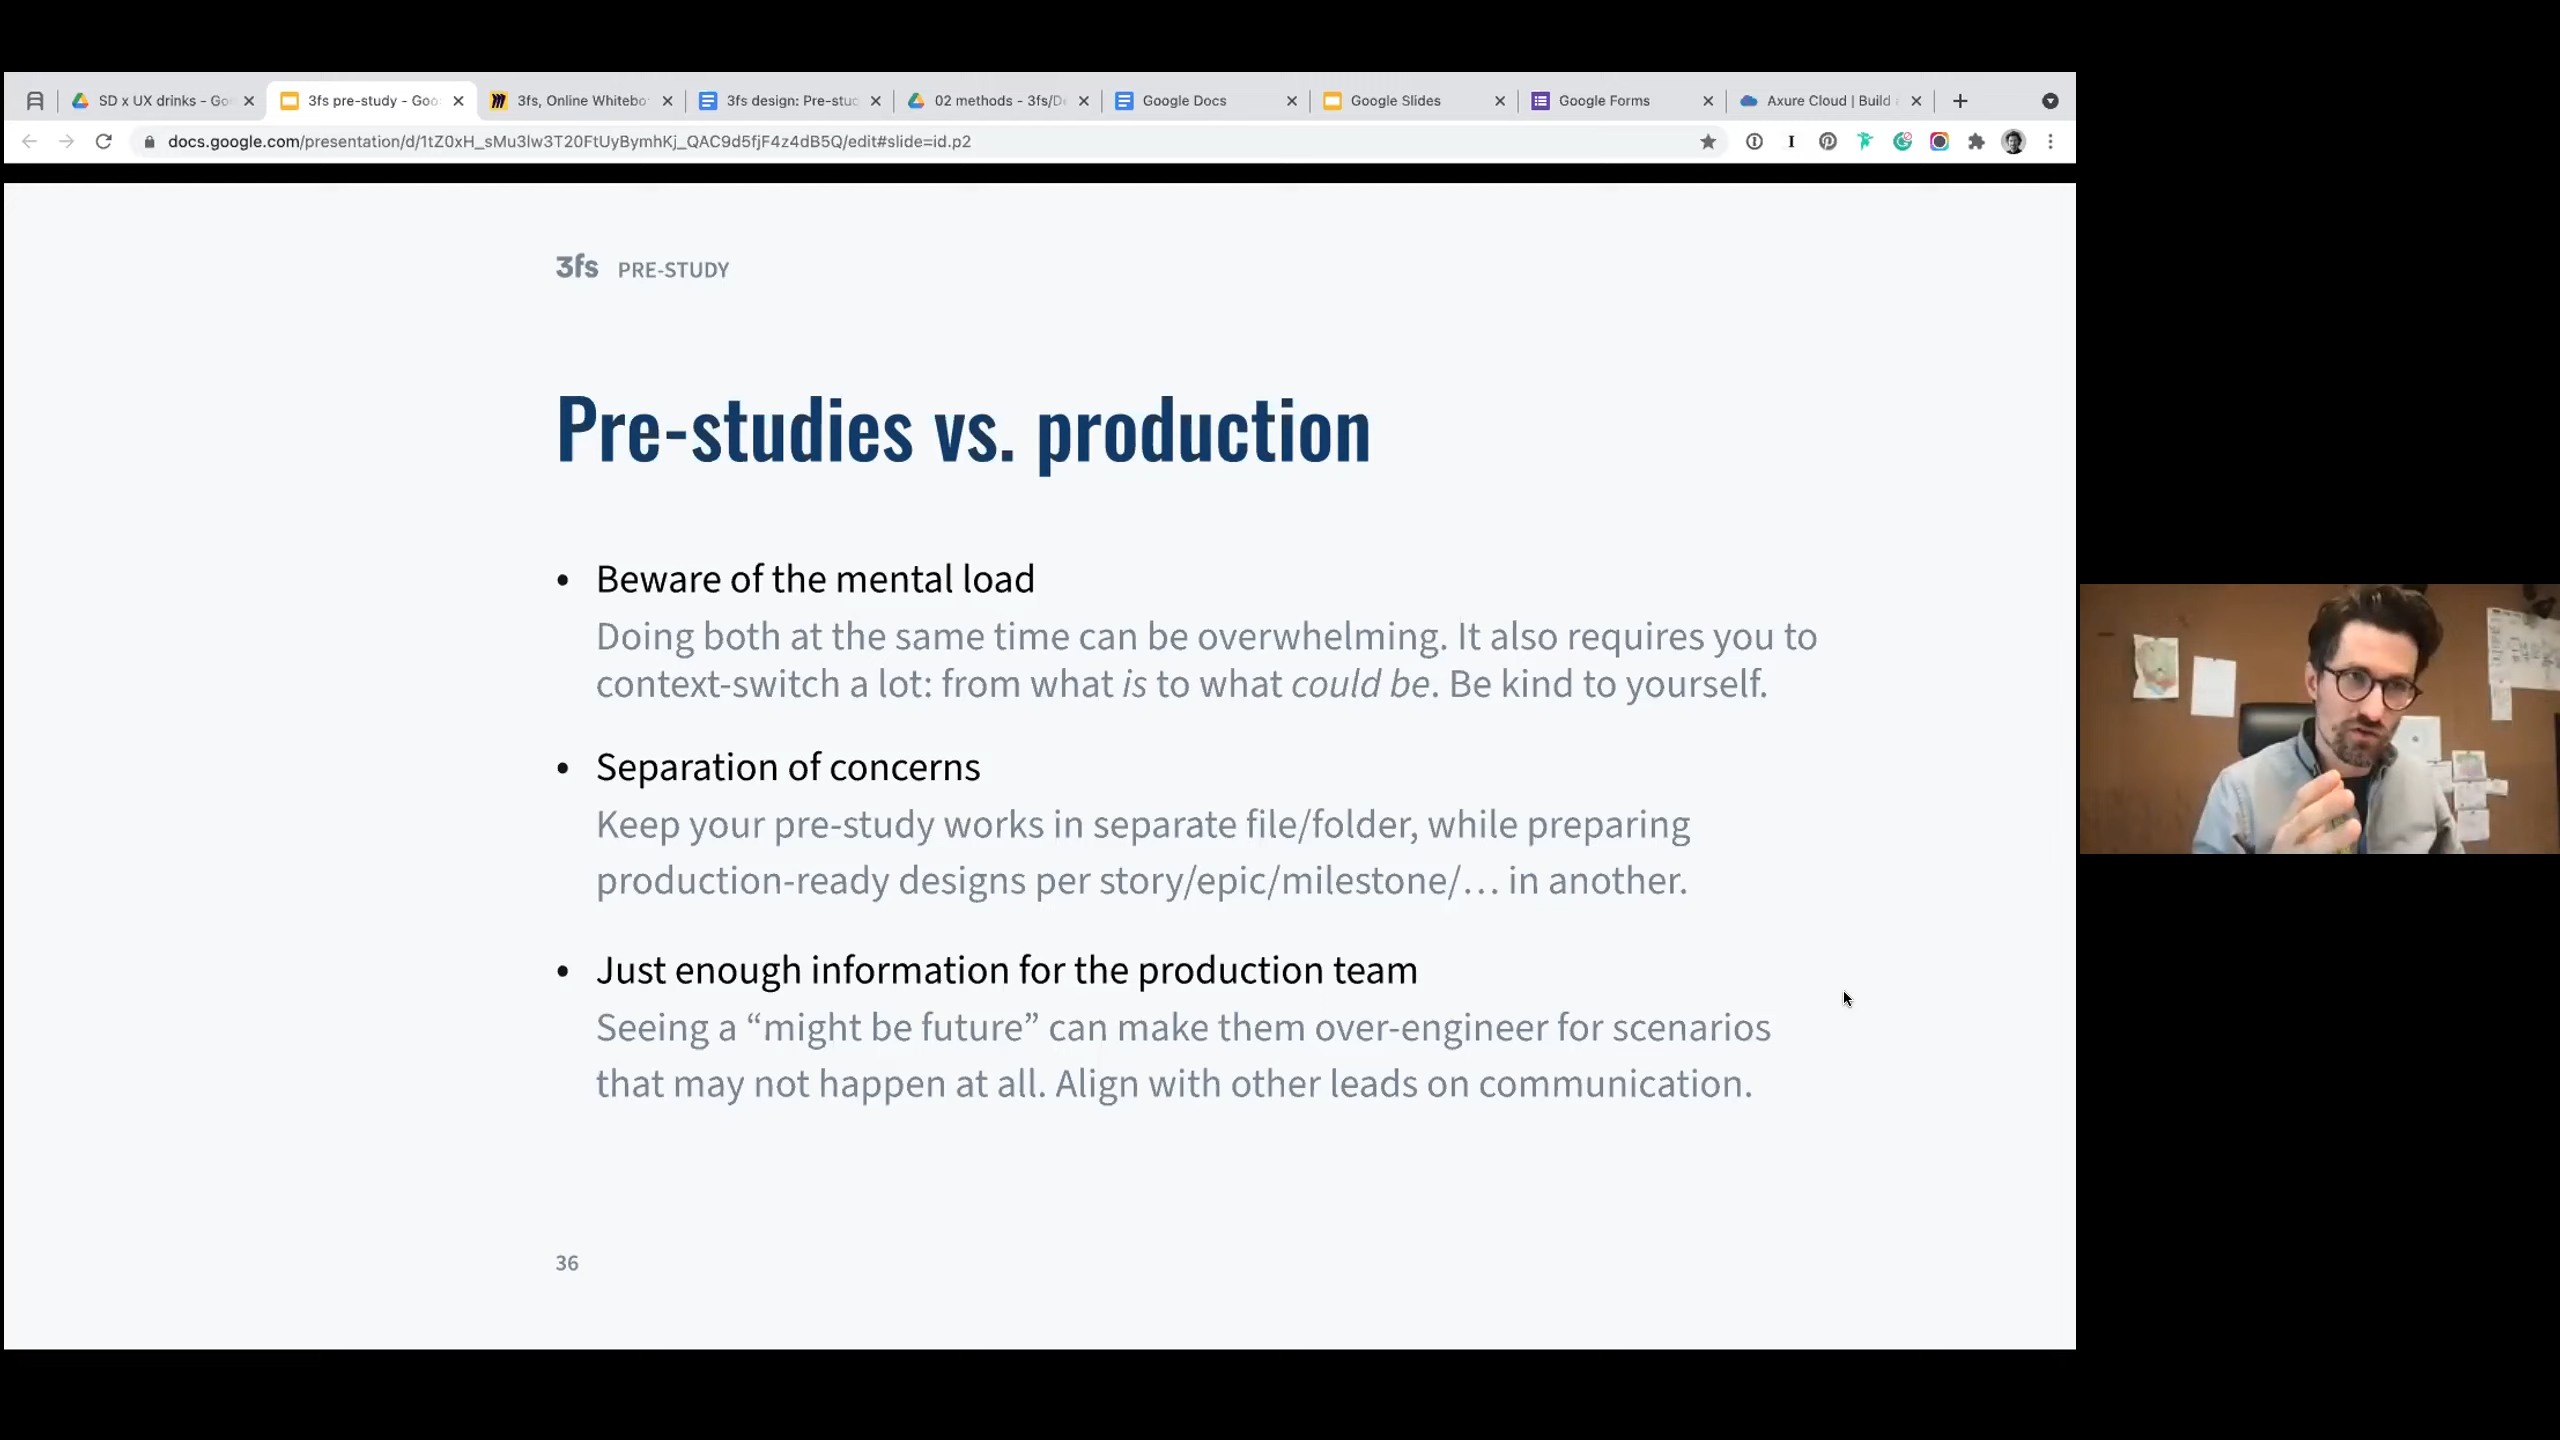 SD x UX drinks - Go
3fs pre-study - Goo
3fs, Online Whitebo
3fs design: Pre-stud
02 methods - 3fs/De
Google Docs
Google Slides
Google Forms
Axure Cloud | Build
docs.google.com/presentation/d/1tZ0xH_sMu3lw3T20FtUyBymhKj_QAC9d5fjF4z4dB5Q/edit#slide=id.p2
3fs PRE-STUDY
Pre-studies vs. production
• Beware of the mental load
Doing both at the same time can be overwhelming. It also requires you to
context-switch a lot: from what is to what could be. Be kind to yourself.
• Separation of concerns
Keep your pre-study works in separate file/folder, while preparing
production-ready designs per story/epic/milestone/… in another.
• Just enough information for the production team
Seeing a “might be future” can make them over-engineer for scenarios
that may not happen at all. Align with other leads on communication.
36